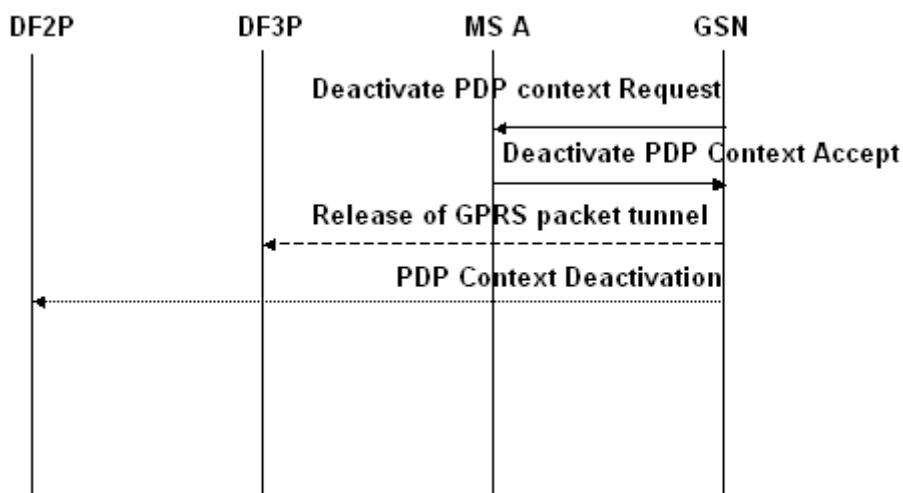 DF2P DF3P MS A GSN
Deactivate PDP context Request
Deactivate PDP Context Accept
Release of GPRS packet tunnel
PDP Context Deactivation